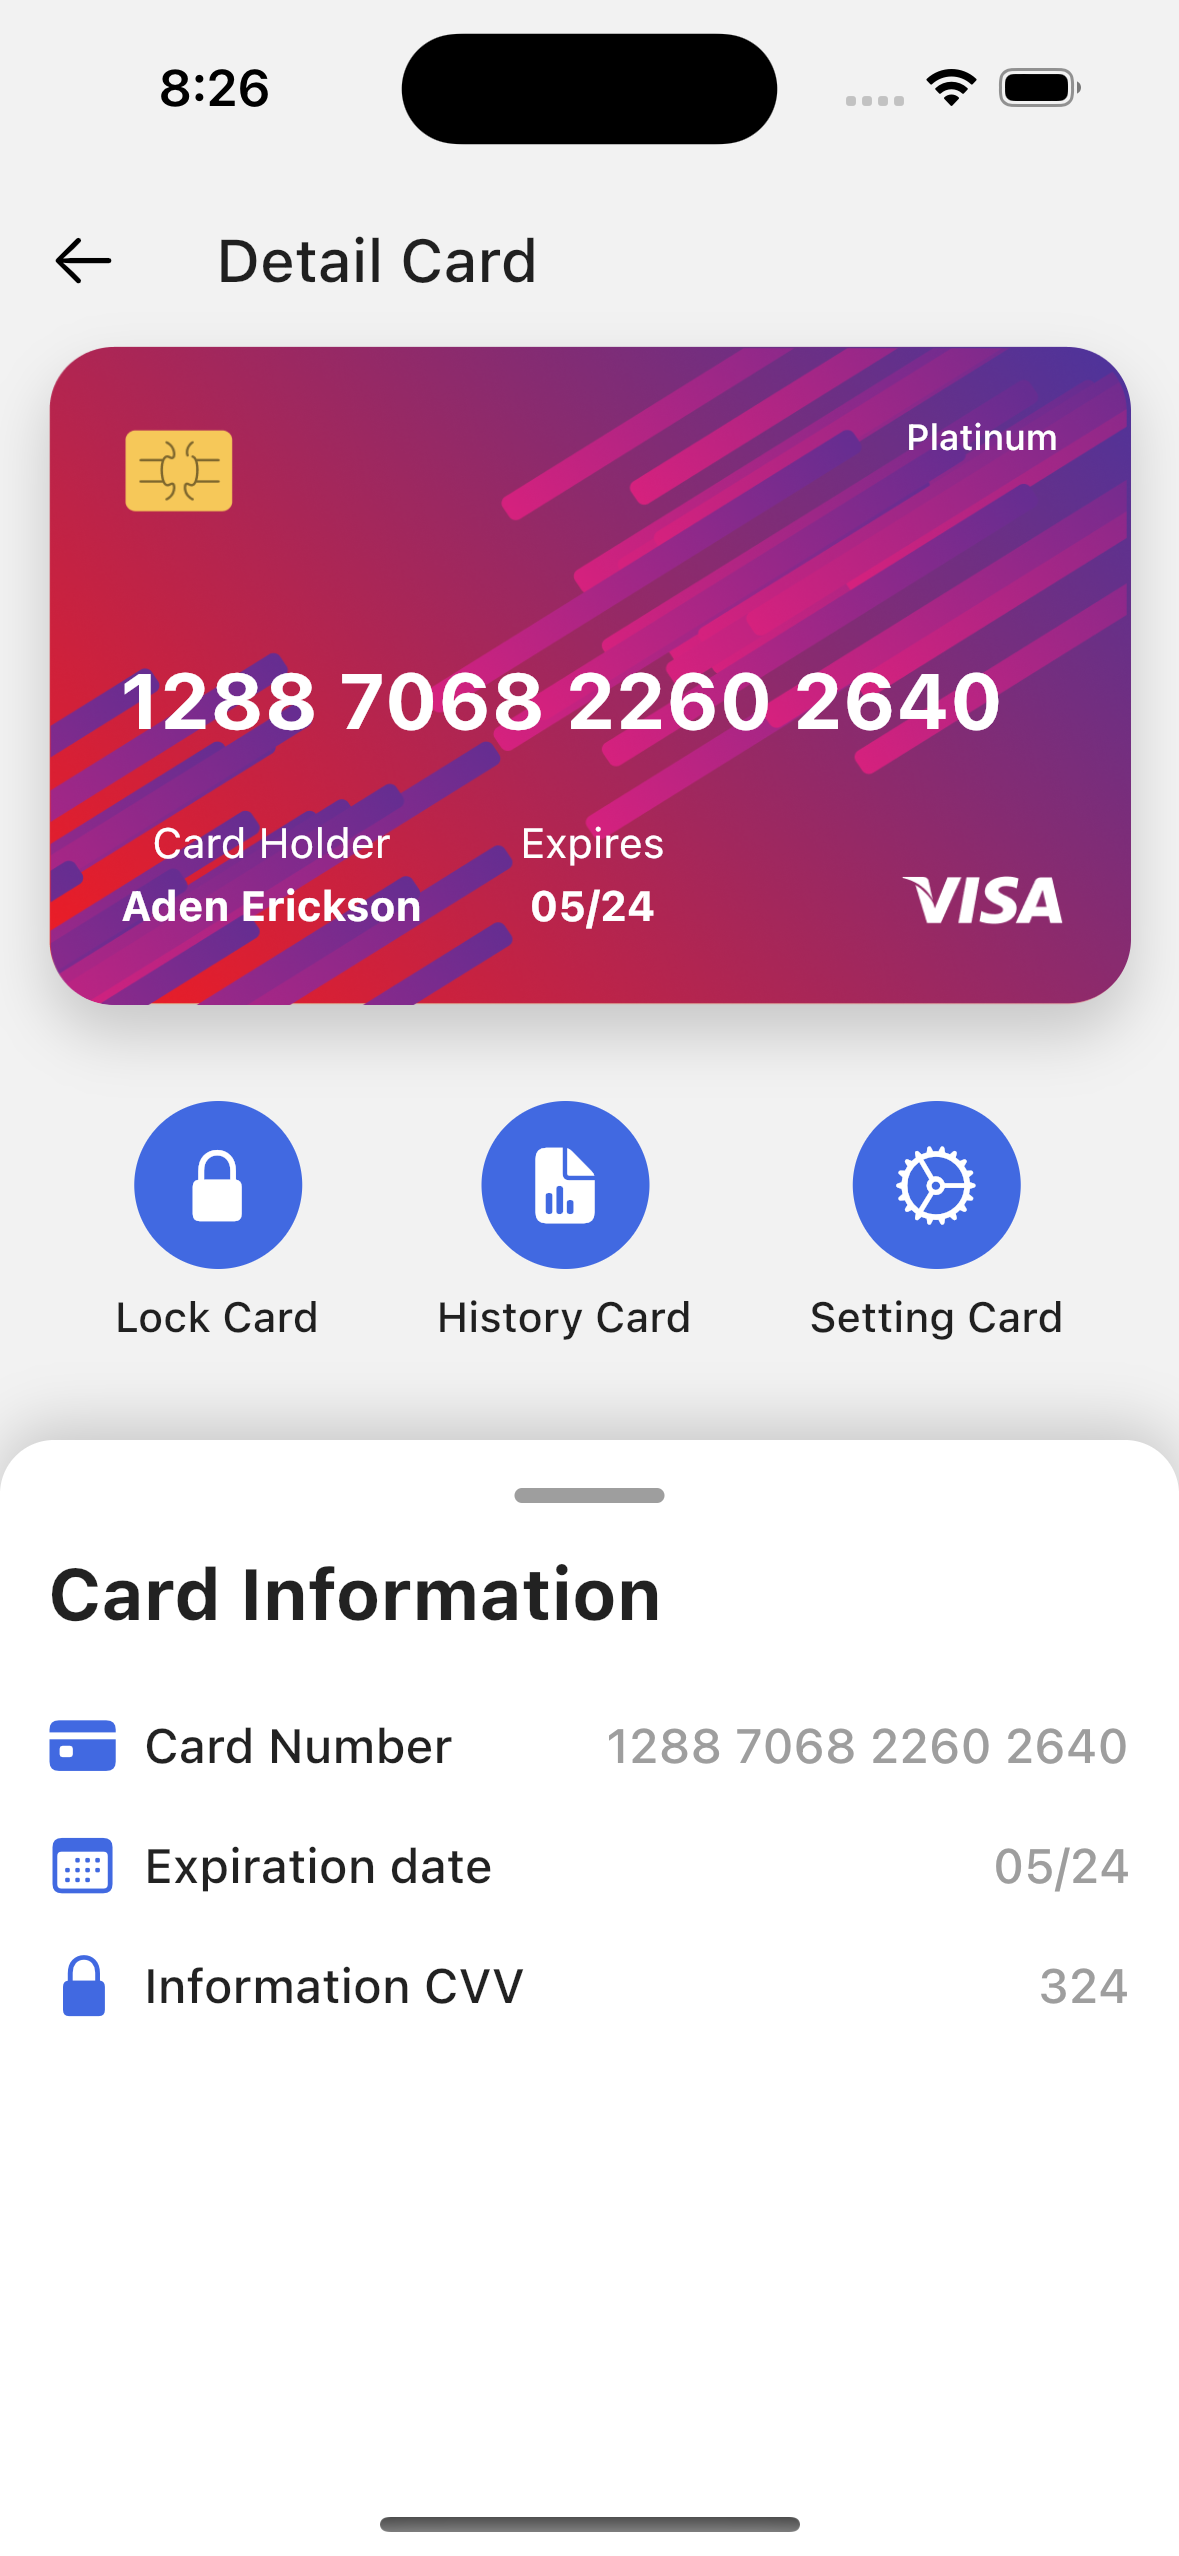 8:26
Detail Card
Platinum
1288 7068 2260 2640
Card Holder
Expires
Aden Erickson
05/24
VISA
Lock Card
History Card
Setting Card
Card Information
Card Number
1288 7068 2260 2640
Expiration date
05/24
Information CVV
324